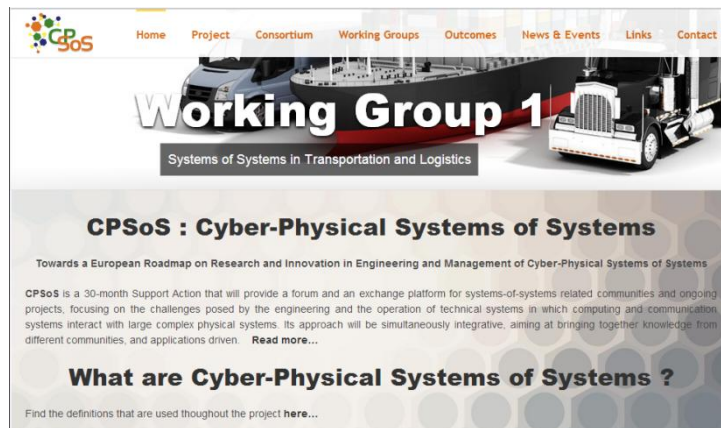 CPSoS
Home Project Consortium Working Groups Outcomes News & Events Links Contact
Working Group 1
Systems of Systems in Transportation and Logistics
CPSoS : Cyber-Physical Systems of Systems
Towards a European Roadmap on Research and Innovation in Engineering and Management of Cyber-Physical Systems of Systems
CPSoS is a 30-month Support Action that will provide a forum and an exchange platform for systems-of-systems related communities and ongoing
projects, focusing on the challenges posed by the engineering and the operation of technical systems in which computing and communication
systems interact with large complex physical systems. Its approach will be simultaneously integrative, aiming at bringing together knowledge from
different communities, and applications driven. Read more...
What are Cyber-Physical Systems of Systems ?
Find the definitions that are used thoughout the project here...